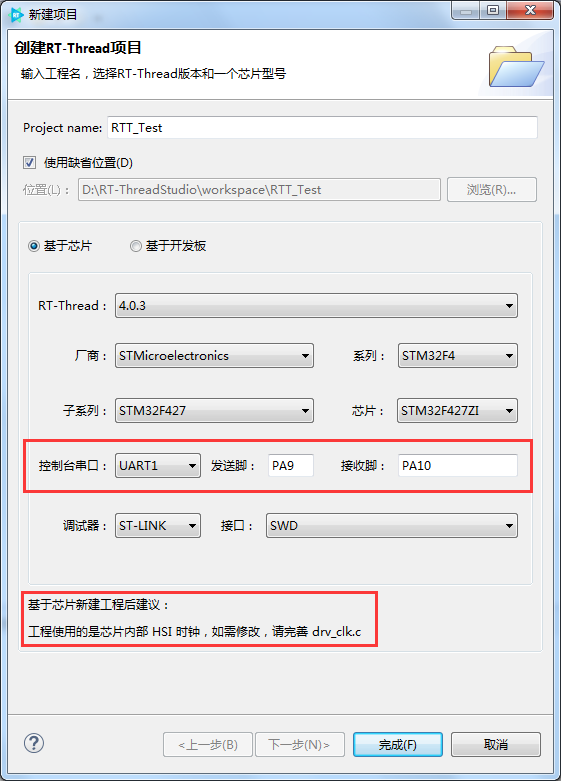 新建项目
创建RT-Thread项目
输入工程名，选择RT-Thread版本和一个芯片型号
Project name: RTT_Test
使用缺省位置(D)
位置(L)： D:\RT-ThreadStudio\workspace\RTT_Test 浏览(R)...
基于芯片 基于开发板
RT-Thread： 4.0.3
厂商： STMicroelectronics 系列： STM32F4
子系列： STM32F427 芯片： STM32F427ZI
控制台串口： UART1 发送脚： PA9 接收脚： PA10
调试器： ST-LINK 接口： SWD
基于芯片新建工程后建议：
工程使用的是芯片内部 HSI 时钟，如需修改，请完善 drv_clk.c
? <上一步(B) 下一步(N)> 完成(F) 取消